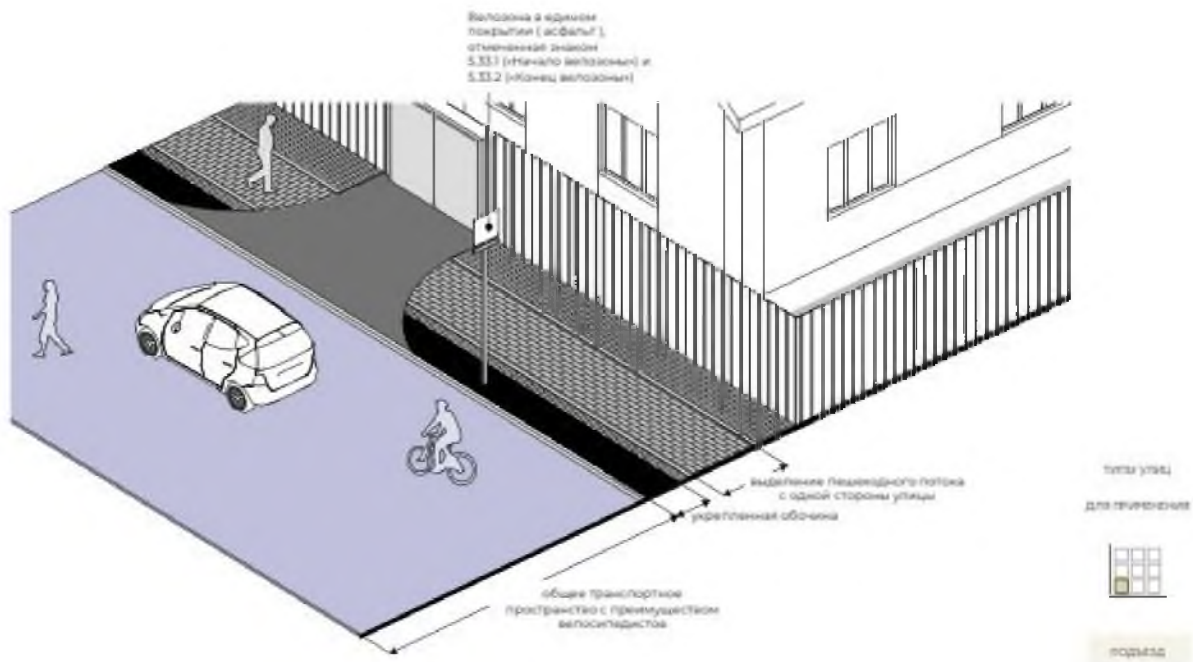 Велозона в едином
покрытии ( асфальт ),
отмеченная знаком
5.33.1 («Начало велозоны») и
5.33.2 («Конец велозоны»)
выделение пешеходного потока
с одной стороны улицы
укрепленная обочина
общее транспортное
пространство с преимуществом
велосипедистов
типы улиц
для применения
подъезд